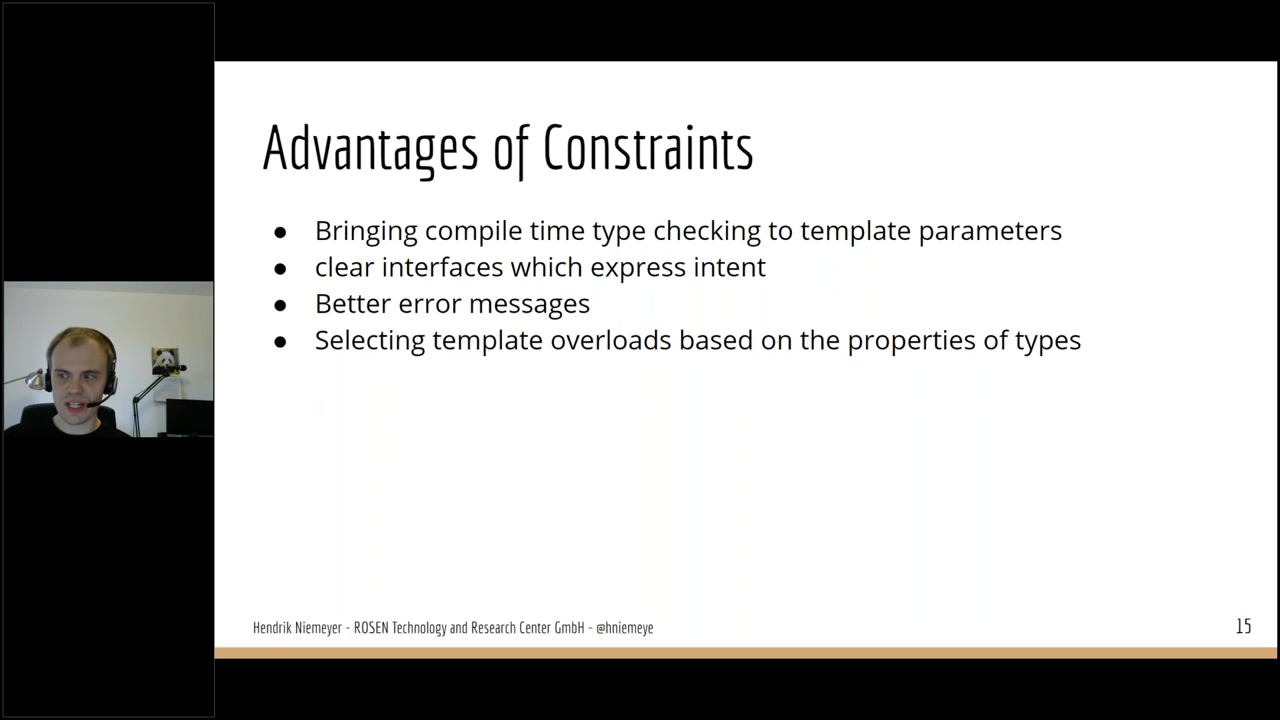 Advantages of Constraints
● Bringing compile time type checking to template parameters
● clear interfaces which express intent
● Better error messages
● Selecting template overloads based on the properties of types
Hendrik Niemeyer - ROSEN Technology and Research Center GmbH - @hniemeye
15